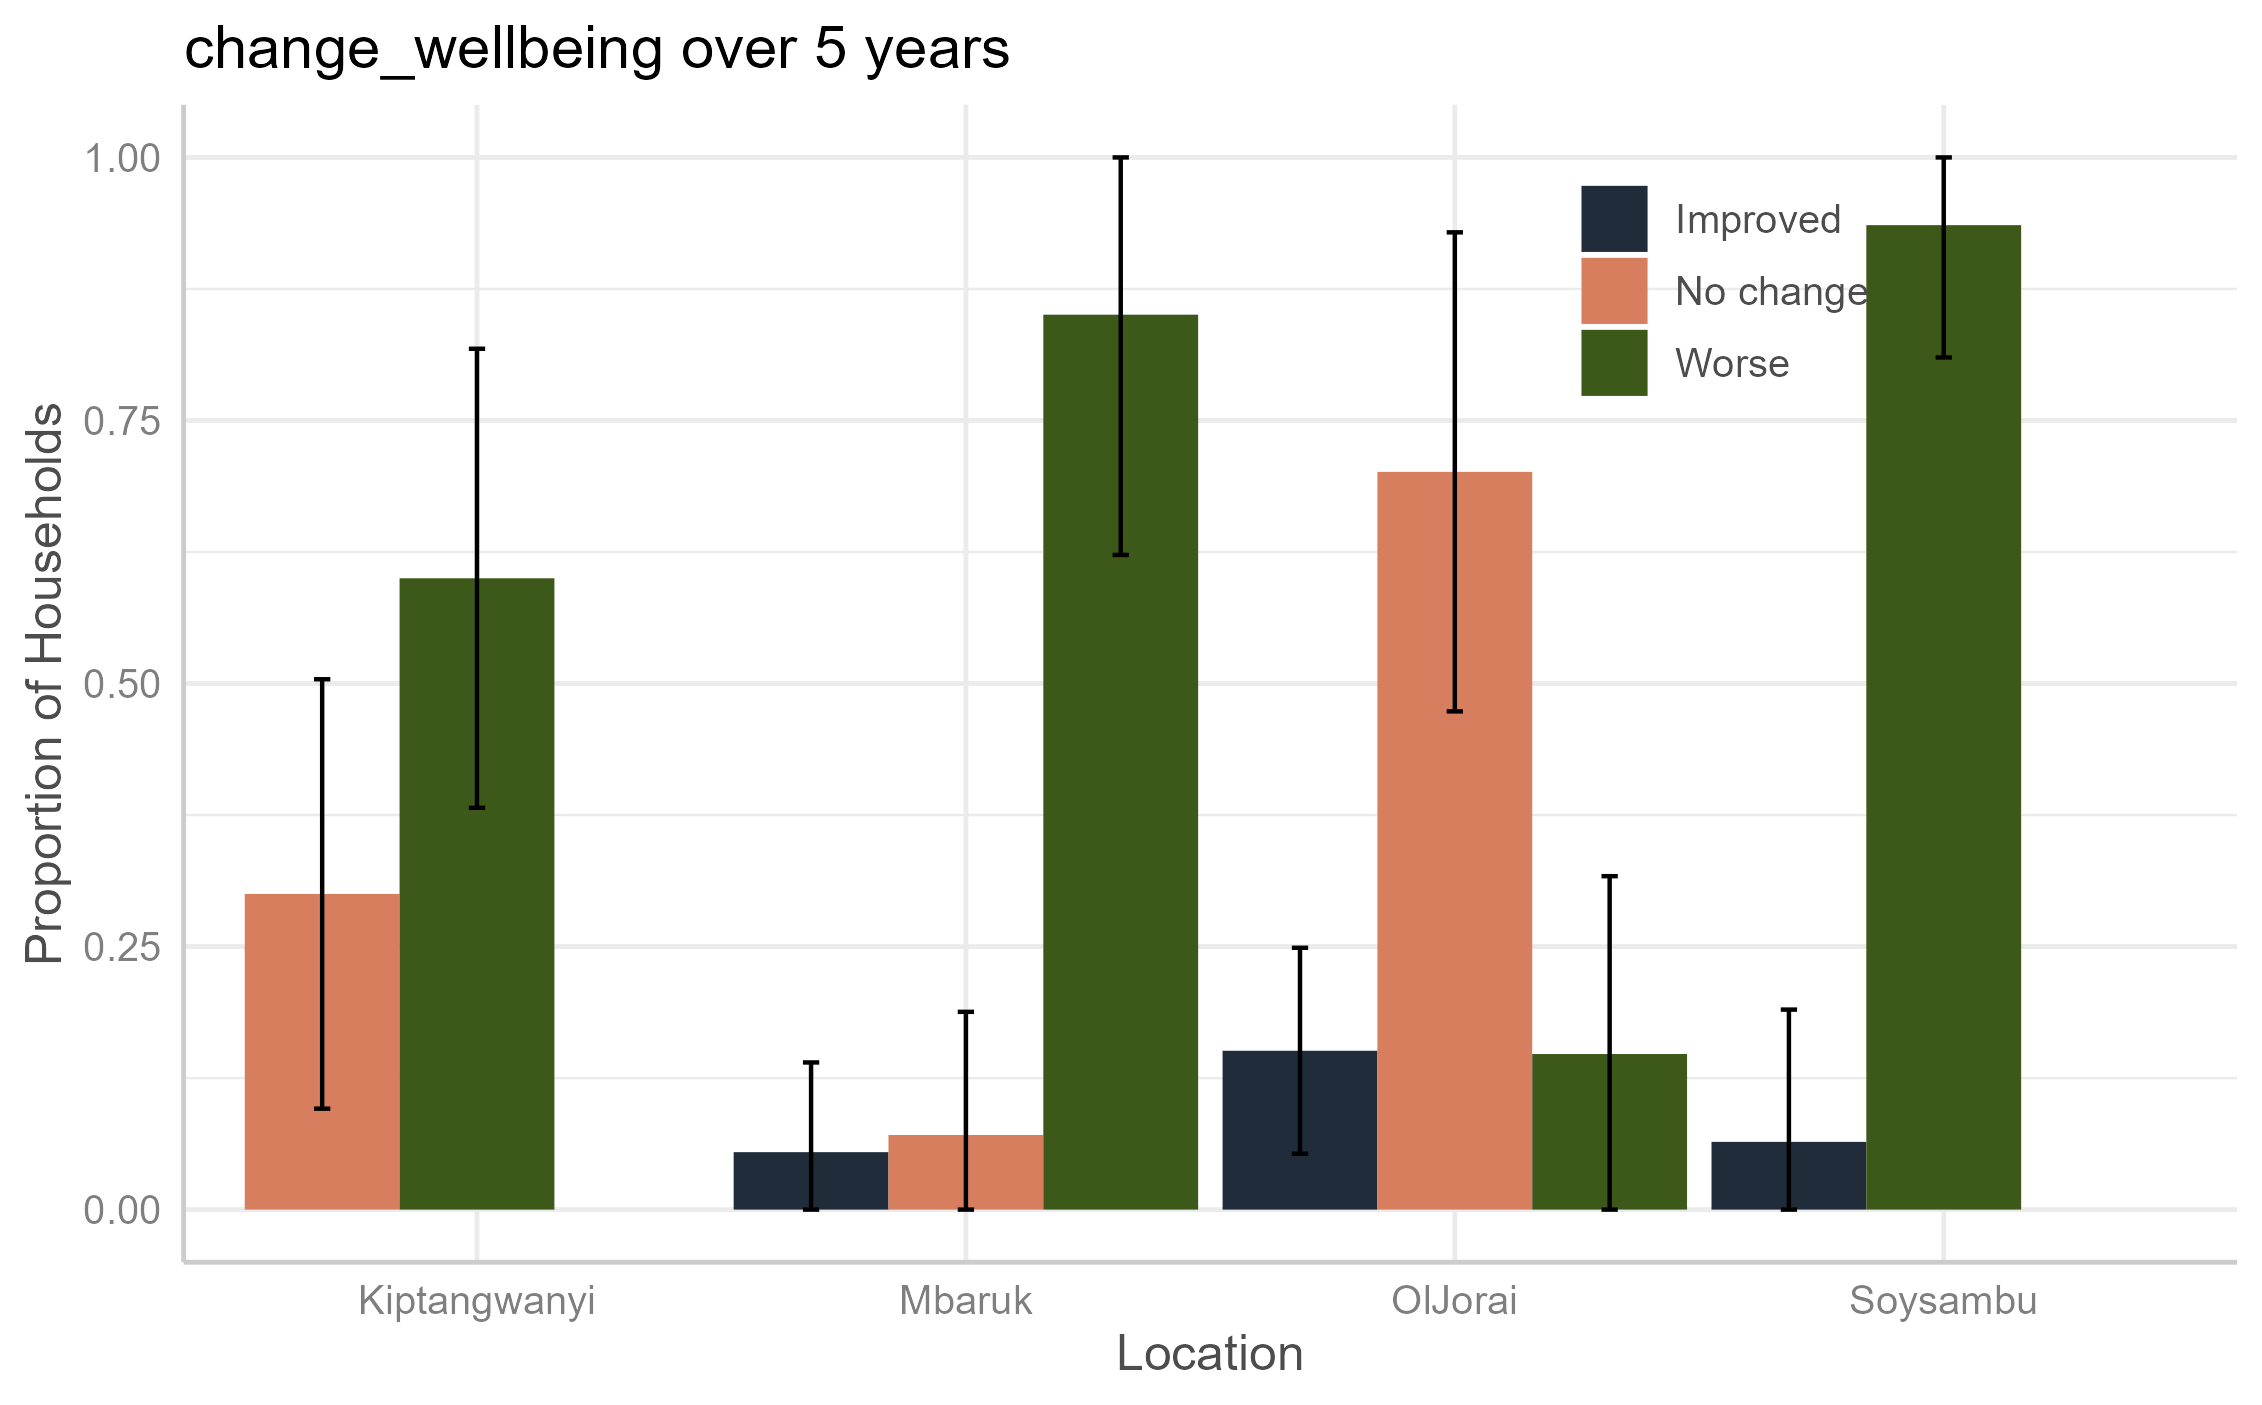 change_wellbeing over 5 years
Proportion of Households
1.00
0.75
0.50
0.25
0.00
Improved
No change
Worse
Kiptangwanyi
Mbaruk
OlJorai
Soysambu
Location